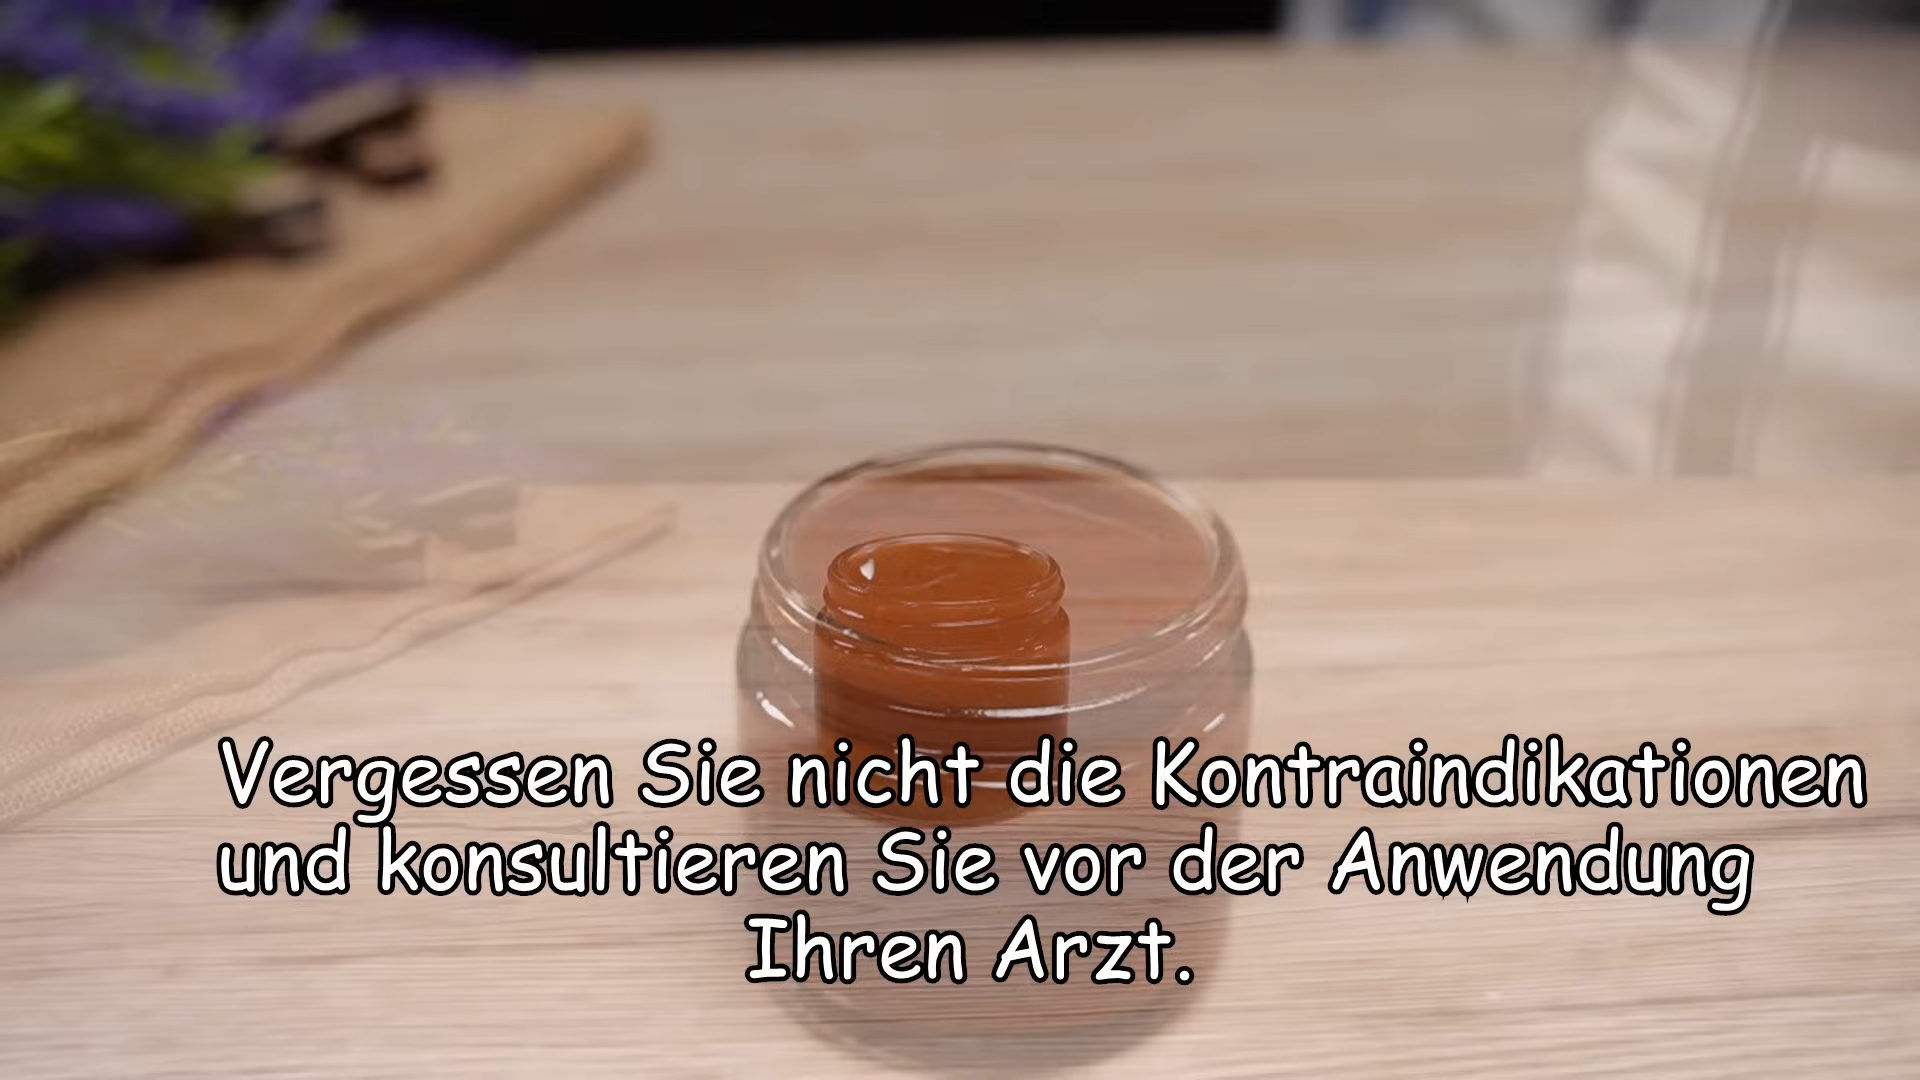 Vergessen Sie nicht die Kontraindikationen
und konsultieren Sie vor der Anwendung
Ihren Arzt.